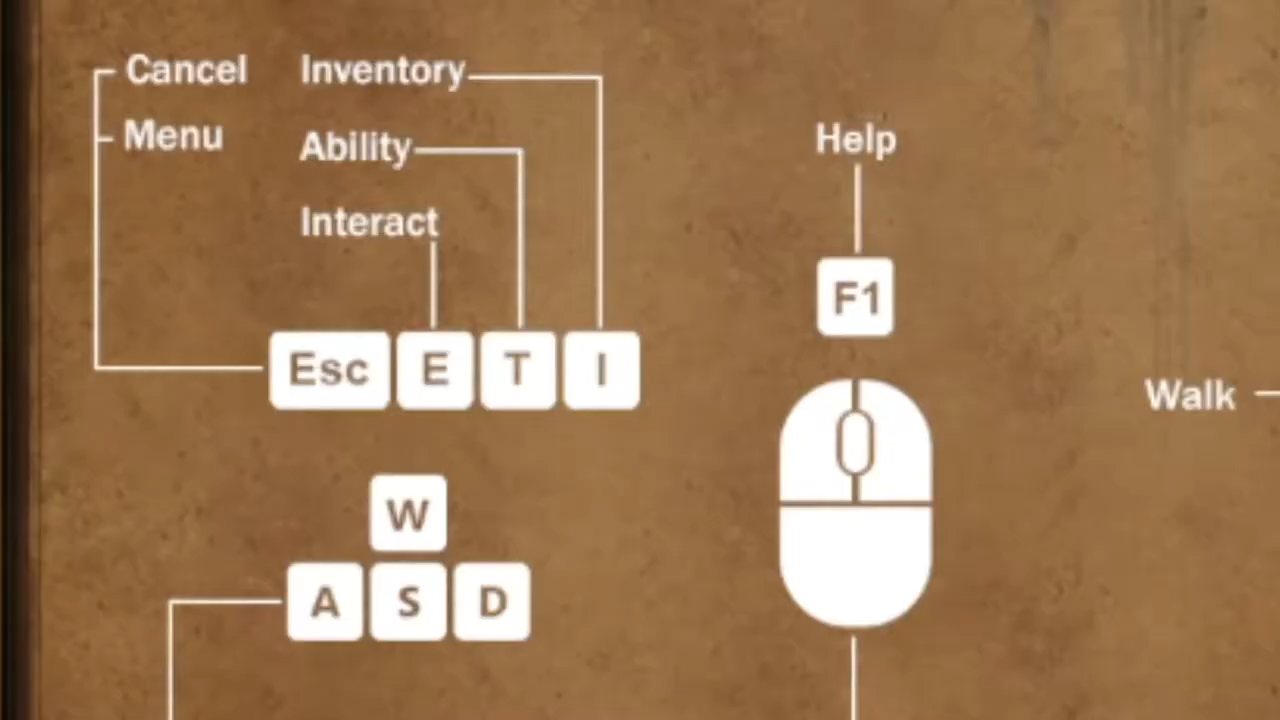 Cancel
Menu
Inventory
Ability
Interact
Help
F1
Esc E T I
Walk
W
A S D